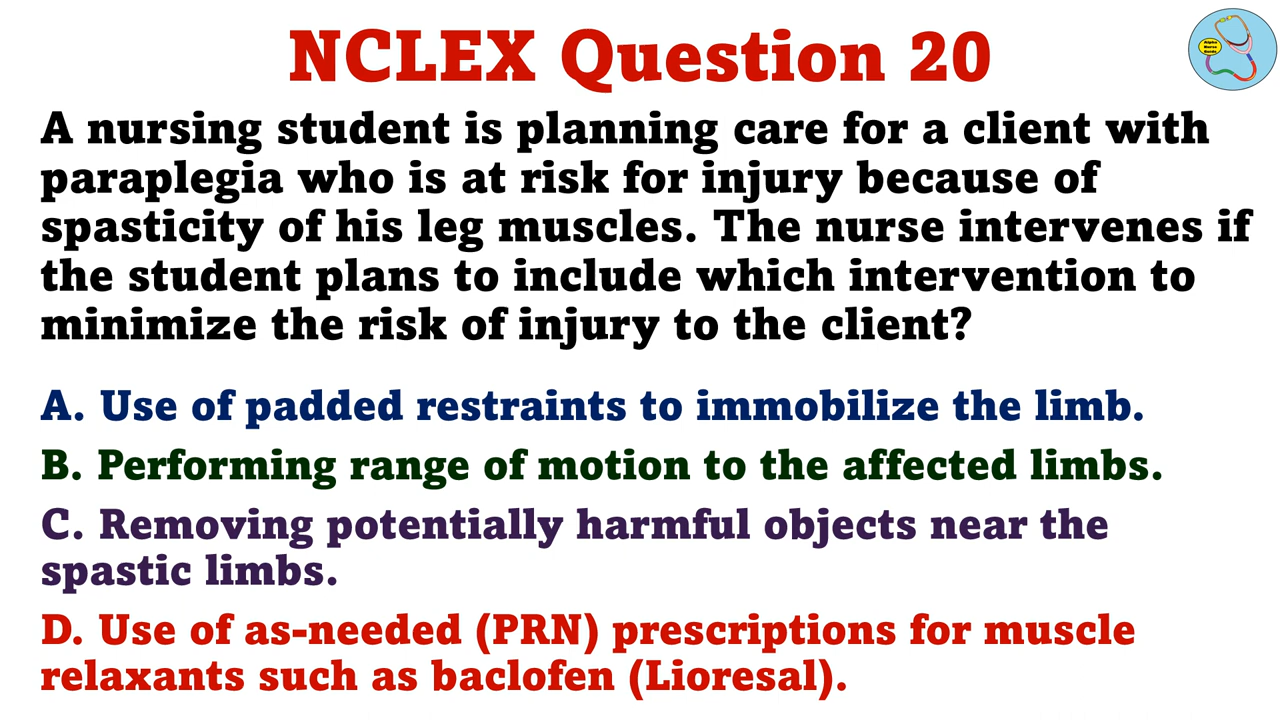 NCLEX Question 20
Alpha
Nurse
Guide
A nursing student is planning care for a client with
paraplegia who is at risk for injury because of
spasticity of his leg muscles. The nurse intervenes if
the student plans to include which intervention to
minimize the risk of injury to the client?
A. Use of padded restraints to immobilize the limb.
B. Performing range of motion to the affected limbs.
C. Removing potentially harmful objects near the
spastic limbs.
D. Use of as-needed (PRN) prescriptions for muscle
relaxants such as baclofen (Lioresal).